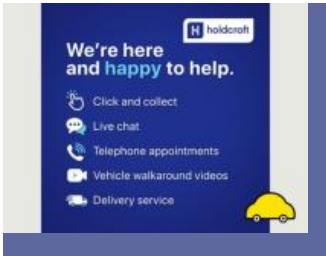 holdcroft
We're here
and happy to help.
Click and collect
Live chat
Telephone appointments
Vehicle walkaround videos
Delivery service